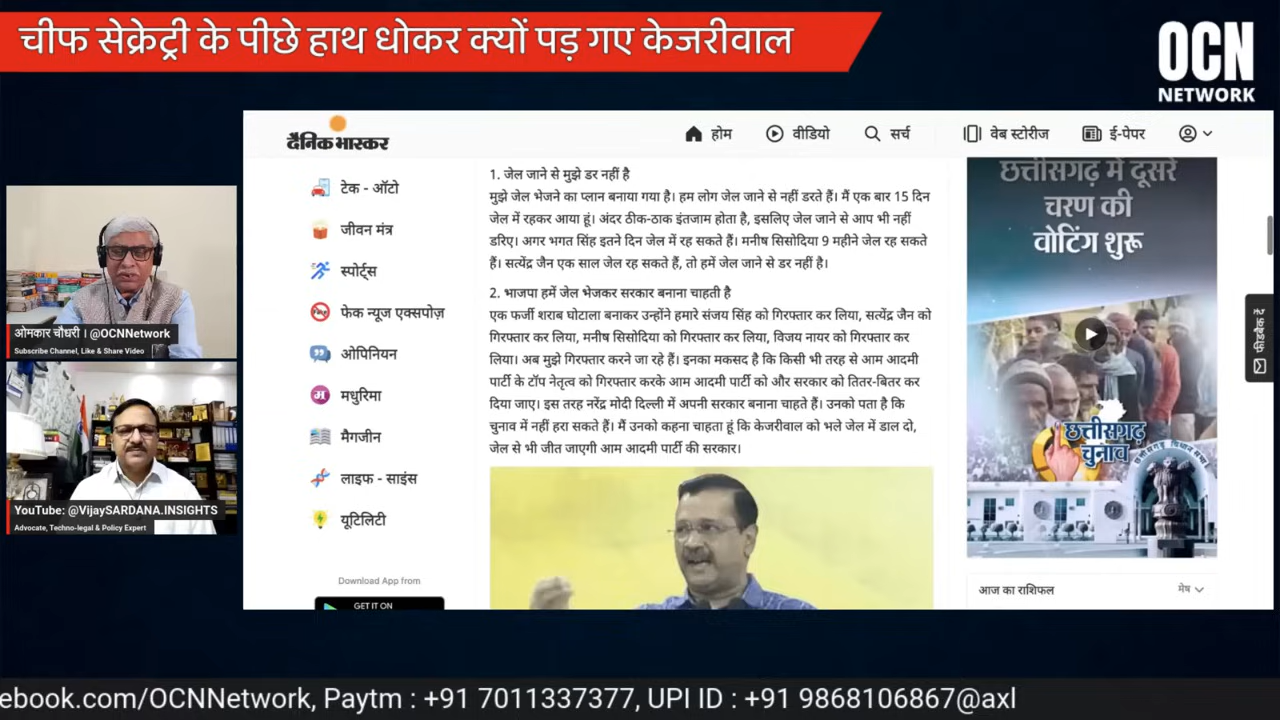 चीफ सेक्रेट्री के पीछे हाथ धोकर क्यों पड़ गए केजरीवाल
OCN
NETWORK
दैनिक भास्कर
होम
वीडियो
सर्च
वेब स्टोरीज
ई-पेपर
टेक - ऑटो
जीवन मंत्र
स्पोर्ट्स
फेक न्यूज एक्सपोज़
ओपिनियन
मधुरिमा
मैगजीन
लाइफ - साइंस
यूटिलिटी
Download App from
GET IT ON
1. जेल जाने से मुझे डर नहीं है
मुझे जेल भेजने का प्लान बनाया गया है। हम लोग जेल जाने से नहीं डरते हैं। मैं एक बार 15 दिन
जेल में रहकर आया हूं। अंदर ठीक-ठाक इंतजाम होता है, इसलिए जेल जाने से आप भी नहीं
डरिए। अगर भगत सिंह इतने दिन जेल में रह सकते हैं। मनीष सिसोदिया 9 महीने जेल रह सकते
हैं। सत्येंद्र जैन एक साल जेल रह सकते हैं, तो हमें जेल जाने से डर नहीं है।
2. भाजपा हमें जेल भेजकर सरकार बनाना चाहती है
एक फर्जी शराब घोटाला बनाकर उन्होंने हमारे संजय सिंह को गिरफ्तार कर लिया, सत्येंद्र जैन को
गिरफ्तार कर लिया, मनीष सिसोदिया को गिरफ्तार कर लिया, विजय नायर को गिरफ्तार कर
लिया। अब मुझे गिरफ्तार करने जा रहे हैं। इनका मकसद है कि किसी भी तरह से आम आदमी
पार्टी के टॉप नेतृत्व को गिरफ्तार करके आम आदमी पार्टी को और सरकार को तितर-बितर कर
दिया जाए। इस तरह नरेंद्र मोदी दिल्ली में अपनी सरकार बनाना चाहते हैं। उनको पता है कि
चुनाव में नहीं हरा सकते हैं। मैं उनको कहना चाहता हूं कि केजरीवाल को भले जेल में डाल दो,
जेल से भी जीत जाएगी आम आदमी पार्टी की सरकार।
छत्तीसगढ़ में दूसरे
चरण की
वोटिंग शुरू
छत्तीसगढ़
चुनाव
फीडबैक दें
आज का राशिफल
मेष
ओमकार चौधरी । @OCNNetwork
Subscribe Channel, Like & Share Video
YouTube: @VijaySARDANA.INSIGHTS
Advocate, Techno-legal & Policy Expert
ebook.com/OCNNetwork, Paytm : +91 7011337377, UPI ID : +91 9868106867@axl